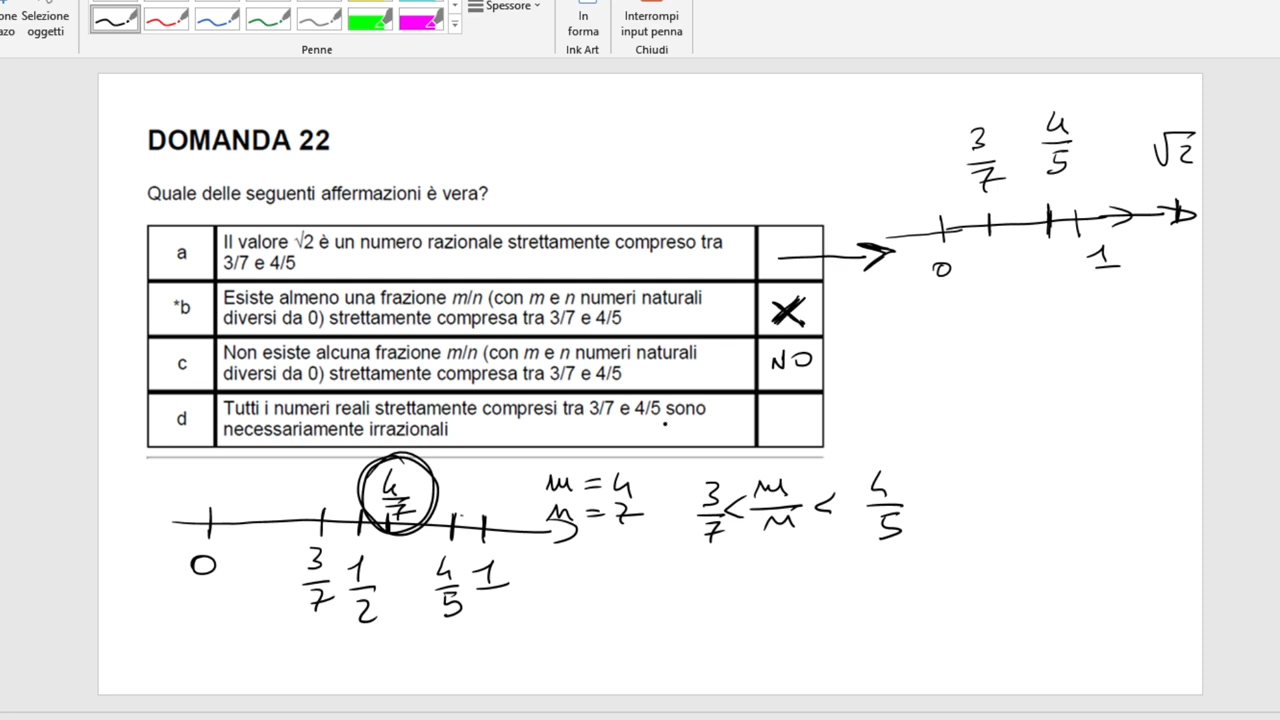 one Selezione
azo oggetti
Penne
Spessore
In
forma
Ink Art
Interrompi
input penna
Chiudi
DOMANDA 22
Quale delle seguenti affermazioni è vera?
a Il valore √2 è un numero razionale strettamente compreso tra
3/7 e 4/5
*b Esiste almeno una frazione m/n (con m e n numeri naturali
diversi da 0) strettamente compresa tra 3/7 e 4/5 X
c Non esiste alcuna frazione m/n (con m e n numeri naturali
diversi da 0) strettamente compresa tra 3/7 e 4/5 NO
d Tutti i numeri reali strettamente compresi tra 3/7 e 4/5 sono
necessariamente irrazionali
3/7 4/5 √2
0 1
4/7
m = 4
n = 7
3/7 < m/n < 4/5
0 3/7 1/2 4/5 1